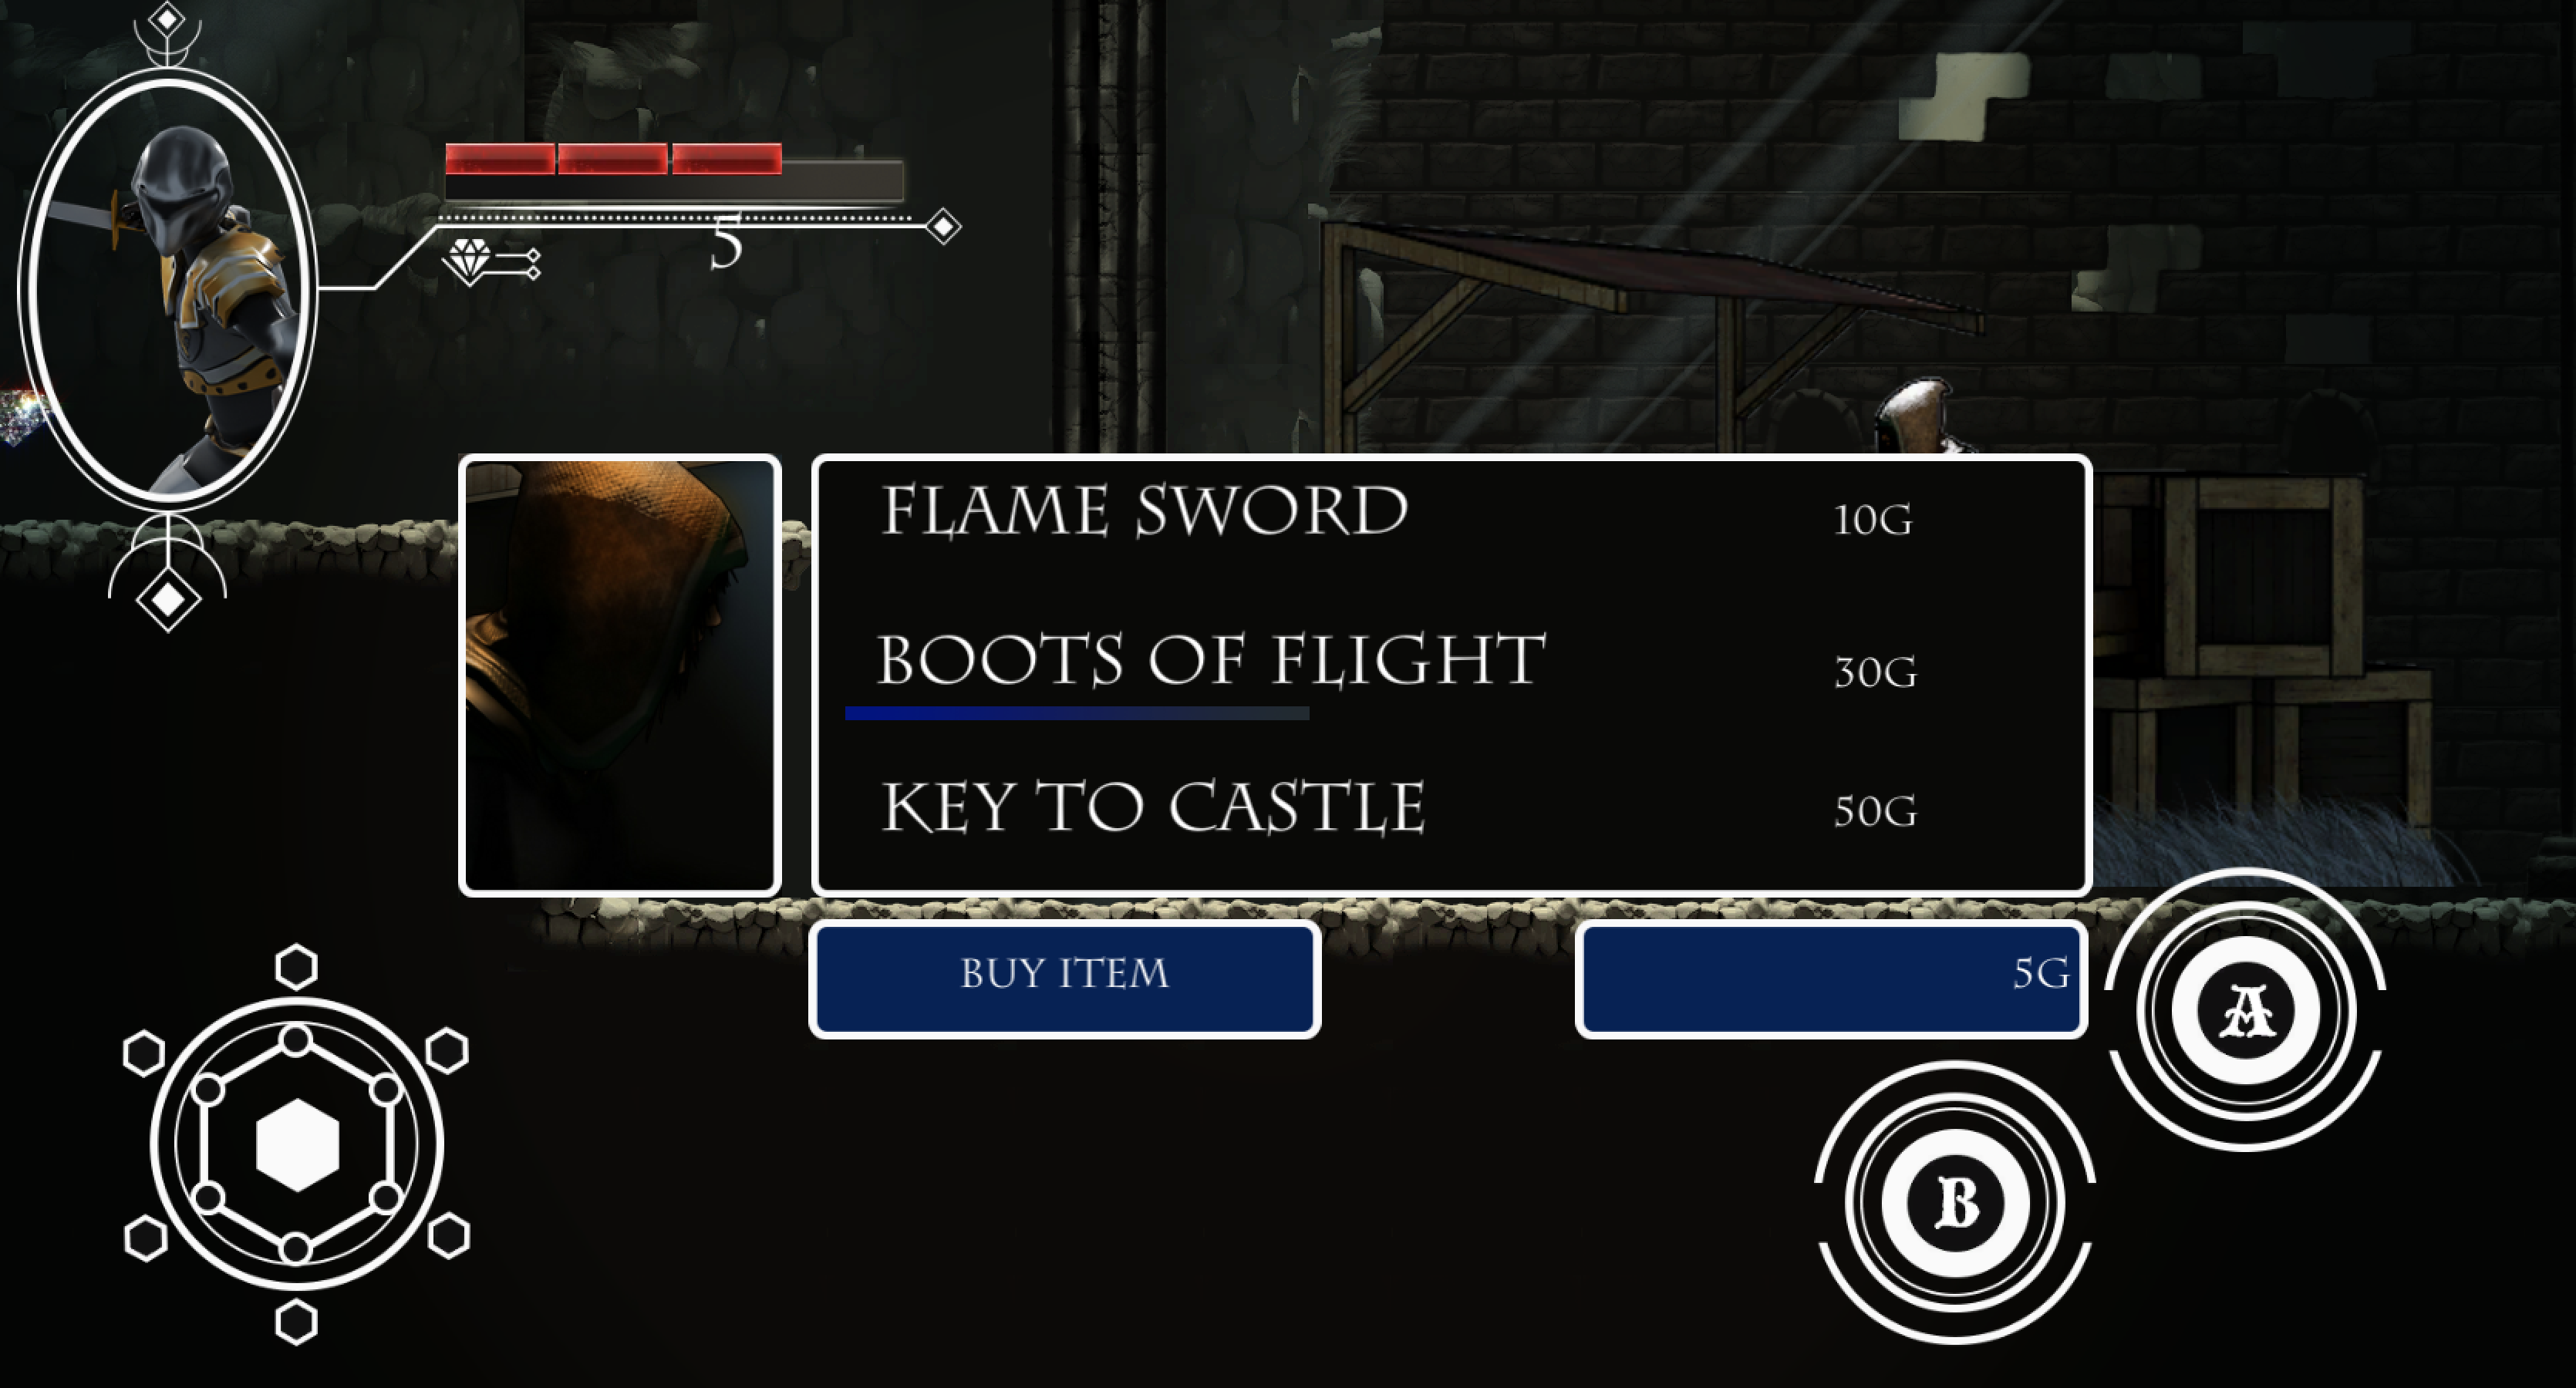 5
FLAME SWORD 10G
BOOTS OF FLIGHT 30G
KEY TO CASTLE 50G
BUY ITEM 5G
A
B